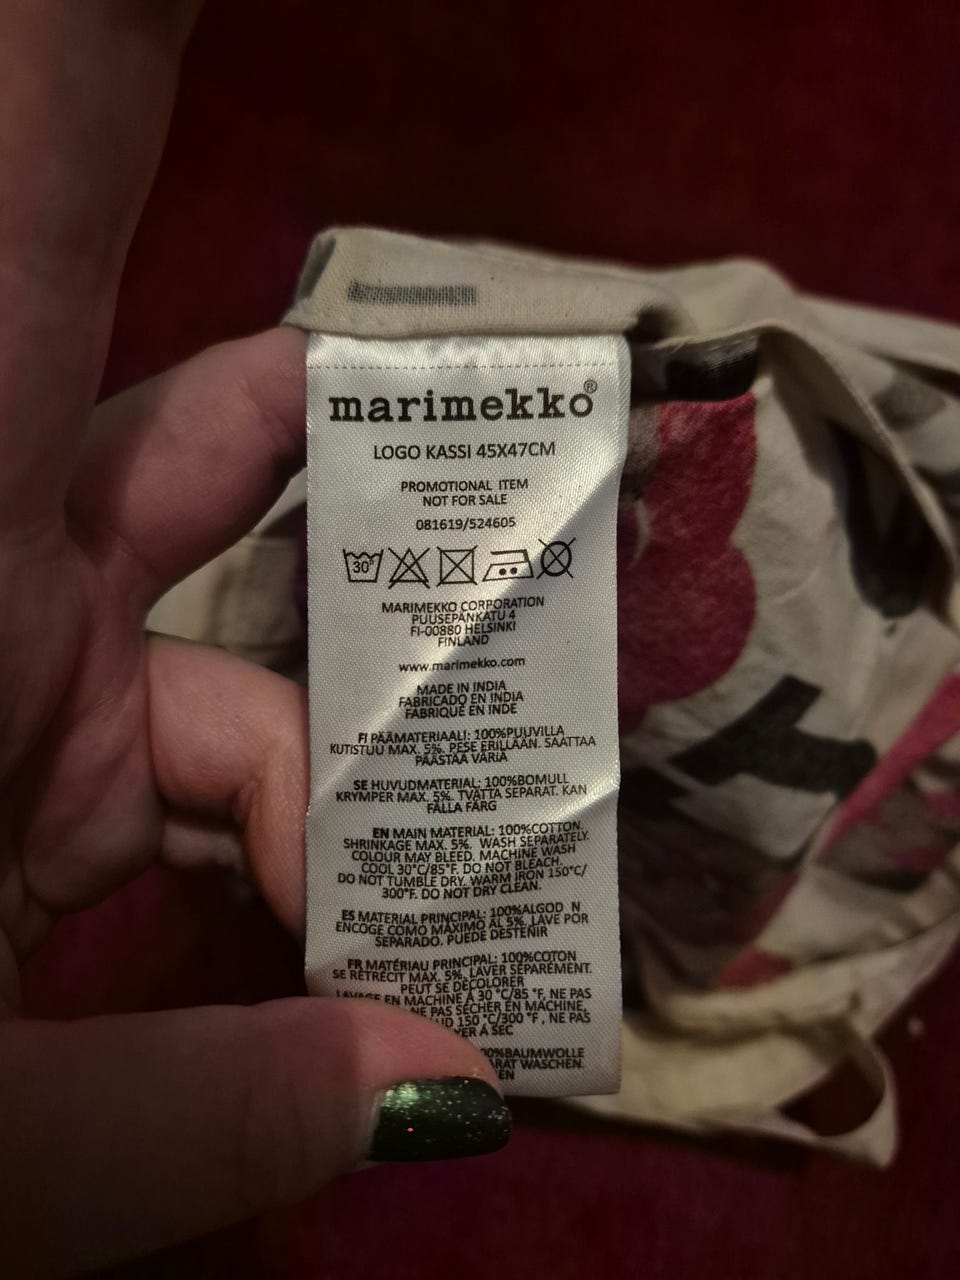 marimekko®
LOGO KASSI 45X47CM
PROMOTIONAL ITEM
NOT FOR SALE
081619/524605
30°
MARIMEKKO CORPORATION
PUUSEPÄNKATU 4
FI-00880 HELSINKI
FINLAND
www.marimekko.com
MADE IN INDIA
FABRICADO EN INDIA
FABRIQUÉ EN INDE
FI PÄÄMATERIAALI: 100%PUUVILLA
KUTISTUU MAX. 5%. PESE ERILLÄÄN. SAATTAA
PÄÄSTÄÄ VÄRIÄ
SE HUVUDMATERIAL: 100%BOMULL
KRYMPER MAX. 5%. TVÄTTA SEPARAT. KAN
FÄLLA FÄRG
EN MAIN MATERIAL: 100%COTTON.
SHRINKAGE MAX. 5%. WASH SEPARATELY.
COLOUR MAY BLEED. MACHINE WASH
COOL 30°C/85°F. DO NOT BLEACH.
DO NOT TUMBLE DRY. WARM IRON 150°C/
300°F. DO NOT DRY CLEAN.
ES MATERIAL PRINCIPAL: 100%ALGOD N
ENCOGE COMO MÁXIMO AL 5%. LAVE POR
SEPARADO. PUEDE DESTEÑIR
FR MATÉRIAU PRINCIPAL: 100%COTON
SE RÉTRÉCIT MAX. 5%. LAVER SÉPARÉMENT.
PEUT SE DÉCOLORER
LAVAGE EN MACHINE À 30 °C/85 °F, NE PAS
NE PAS SÉCHER EN MACHINE,
UD 150 °C/300 °F, NE PAS
YER À SEC
00%BAUMWOLLE
ARAT WASCHEN.
EN